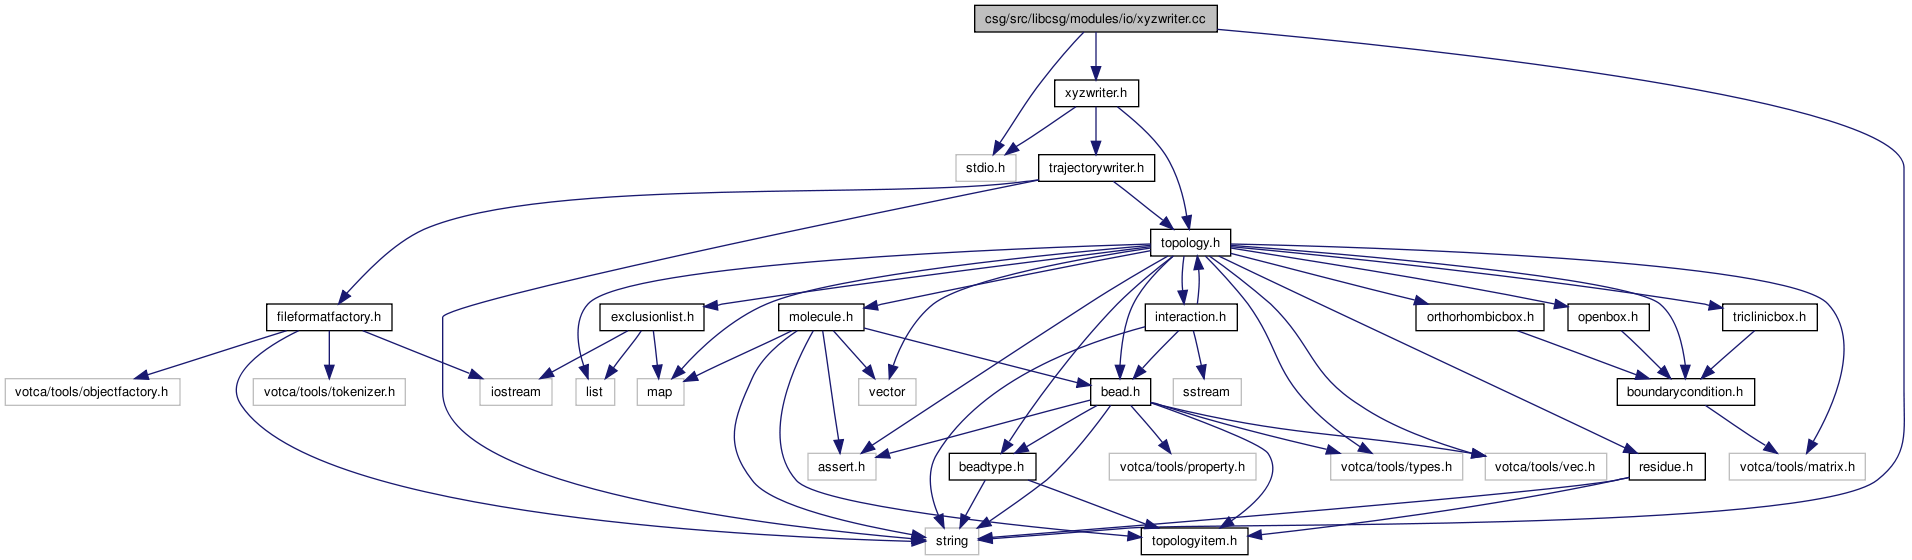 csg/src/libcsg/modules/io/xyzwriter.cc
xyzwriter.h
stdio.h
trajectorywriter.h
topology.h
fileformatfactory.h
exclusionlist.h
molecule.h
interaction.h
orthorhombicbox.h
openbox.h
triclinicbox.h
votca/tools/objectfactory.h
votca/tools/tokenizer.h
iostream
list
map
vector
bead.h
sstream
boundarycondition.h
assert.h
beadtype.h
votca/tools/property.h
votca/tools/types.h
votca/tools/vec.h
residue.h
votca/tools/matrix.h
string
topologyitem.h